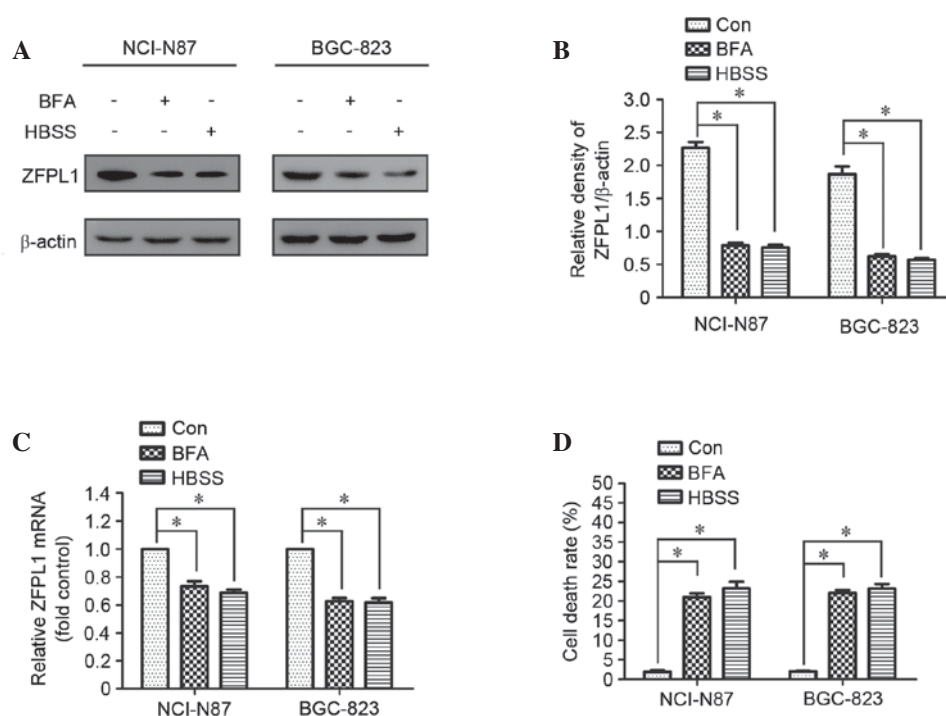 A
NCI-N87 BGC-823
BFA - + - - + -
HBSS - - + - - +
ZFPL1
β-actin
B
Con
BFA
HBSS
Relative density of
ZFPL1/β-actin
3.0
2.5
2.0
1.5
1.0
0.5
0
* * * *
NCI-N87 BGC-823
C
Con
BFA
HBSS
Relative ZFPL1 mRNA
(fold control)
1.4
1.2
1.0
0.8
0.6
0.4
0.2
0
* * * *
NCI-N87 BGC-823
D
Con
BFA
HBSS
Cell death rate (%)
50
45
40
35
30
25
20
15
10
5
0
* * * *
NCI-N87 BGC-823